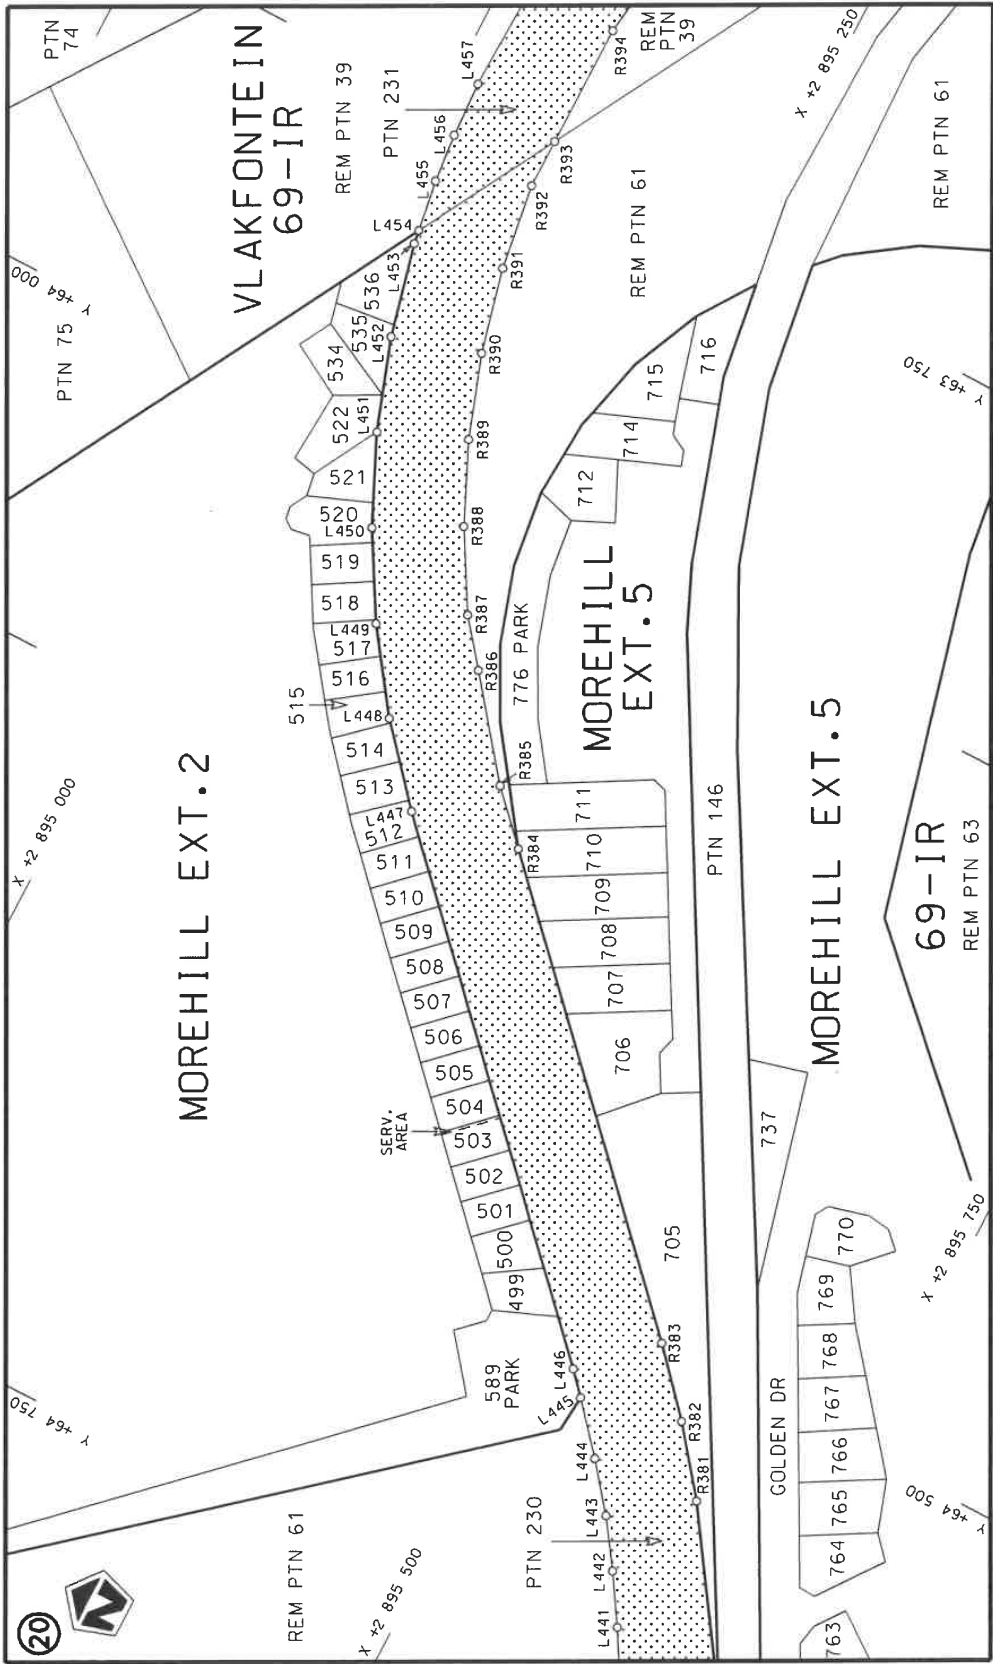 20
REM PTN 61
X +2 895 500
Y +64 750
X +2 895 000
Y +64 000
PTN 74
PTN 75
VLAKFONTEIN
69-IR
REM PTN 39
PTN 231
MOREHILL EXT.2
589
PARK
499
500
501
502
503
504
505
506
507
508
509
510
511
512
513
514
515
516
517
518
519
520
521
522
534
535
536
SERV.
AREA
L441
L442
L443
L444
L445
L446
L447
L448
L449
L450
L451
L452
L453
L454
L455
L456
L457
PTN 230
R381
R382
R383
R384
R385
R386
R387
R388
R389
R390
R391
R392
R393
R394
REM
PTN
39
X +2 895 250
REM PTN 61
REM PTN 61
705
706
707
708
709
710
711
776 PARK
712
714
715
716
MOREHILL
EXT.5
PTN 146
Y +63 750
GOLDEN DR
737
763
764
765
766
767
768
769
770
MOREHILL EXT.5
69-IR
REM PTN 63
Y +64 500
X +2 895 750